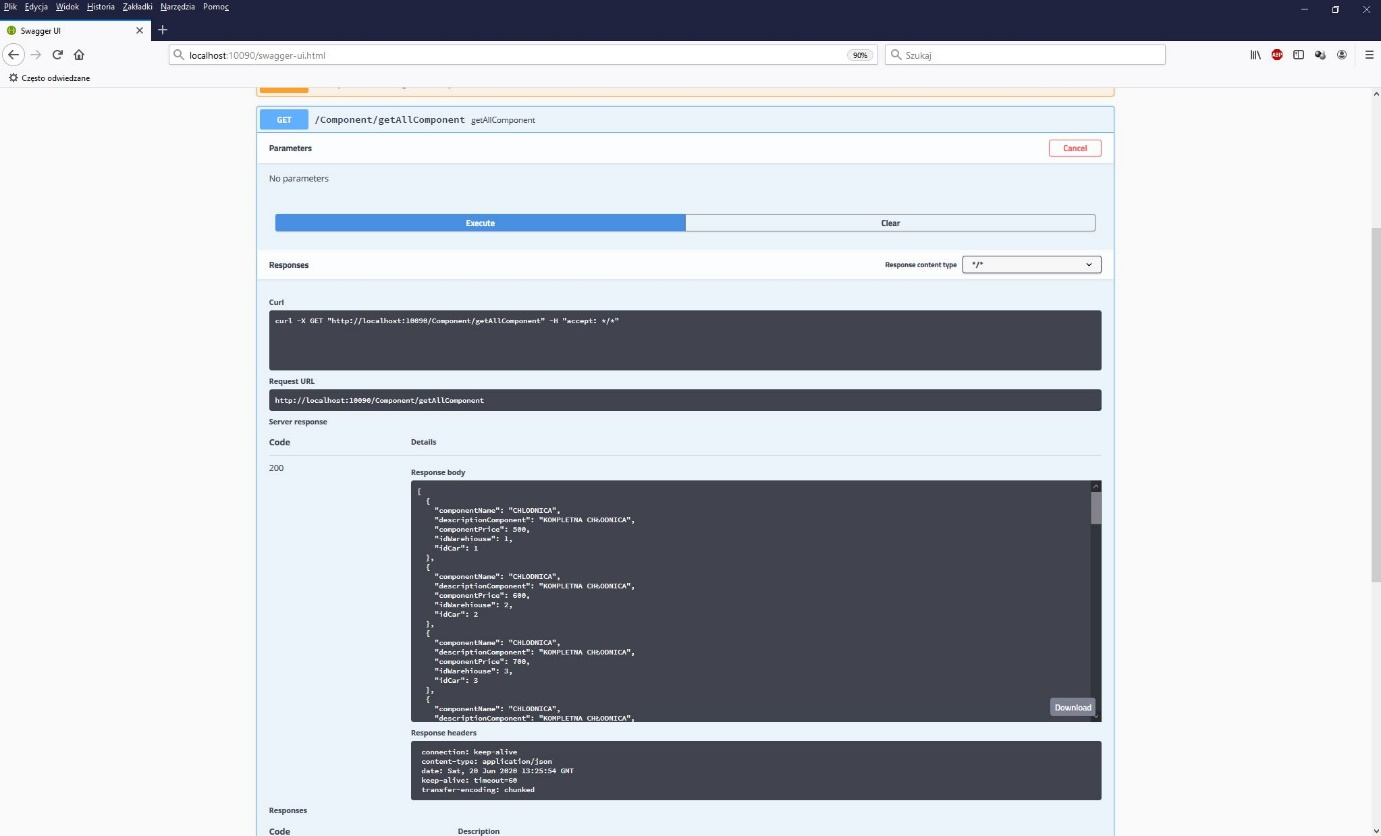 Plik Edycja Widok Historia Zakładki Narzędzia Pomoc
Swagger UI
localhost:10090/swagger-ui.html 90% Szukaj
ABP
Często odwiedzane
GET /Component/getAllComponent getAllComponent
Parameters Cancel
No parameters
Execute Clear
Responses Response content type */*
Curl
curl -X GET "http://localhost:10090/Component/getAllComponent" -H "accept: */*"
Request URL
http://localhost:10090/Component/getAllComponent
Server response
Code Details
200
Response body
[
{
"componentName": "CHLODNICA",
"descriptionComponent": "KOMPLETNA CHŁODNICA",
"componentPrice": 500,
"idWarehiouse": 1,
"idCar": 1
},
{
"componentName": "CHLODNICA",
"descriptionComponent": "KOMPLETNA CHŁODNICA",
"componentPrice": 600,
"idWarehiouse": 2,
"idCar": 2
},
{
"componentName": "CHLODNICA",
"descriptionComponent": "KOMPLETNA CHŁODNICA",
"componentPrice": 700,
"idWarehiouse": 3,
"idCar": 3
},
{
"componentName": "CHLODNICA",
"descriptionComponent": "KOMPLETNA CHŁODNICA",
Download
Response headers
connection: keep-alive
content-type: application/json
date: Sat, 20 Jun 2020 13:25:54 GMT
keep-alive: timeout=60
transfer-encoding: chunked
Responses
Code Description